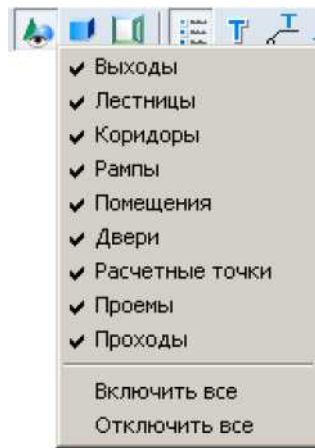 T
T
Выходы
Лестницы
Коридоры
Рампы
Помещения
Двери
Расчетные точки
Проемы
Проходы
Включить все
Отключить все